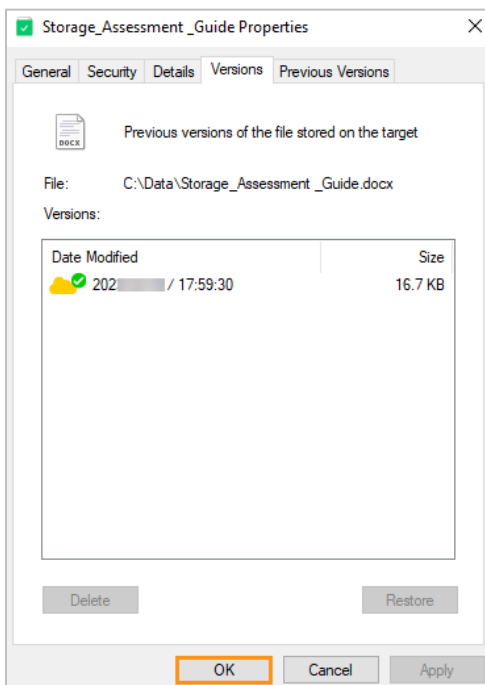 Storage_Assessment _Guide Properties
General Security Details Versions Previous Versions
DOCX
Previous versions of the file stored on the target
File: C:\Data\Storage_Assessment _Guide.docx
Versions:
Date Modified Size
/ 17:59:30 16.7 KB
Delete Restore
OK Cancel Apply